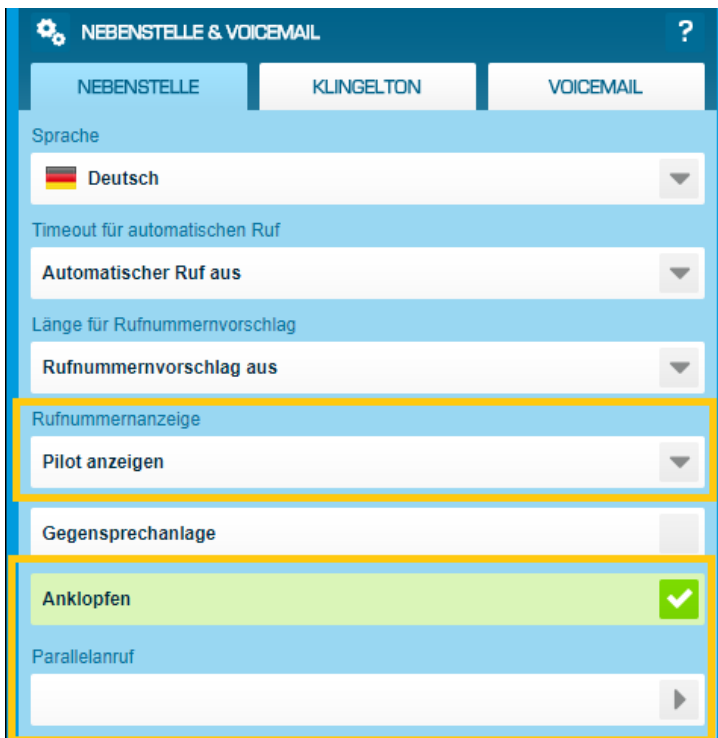 NEBENSTELLE & VOICEMAIL ?
NEBENSTELLE KLINGELTON VOICEMAIL
Sprache
Deutsch
Timeout für automatischen Ruf
Automatischer Ruf aus
Länge für Rufnummernvorschlag
Rufnummernvorschlag aus
Rufnummernanzeige
Pilot anzeigen
Gegensprechanlage
Anklopfen
Parallelanruf